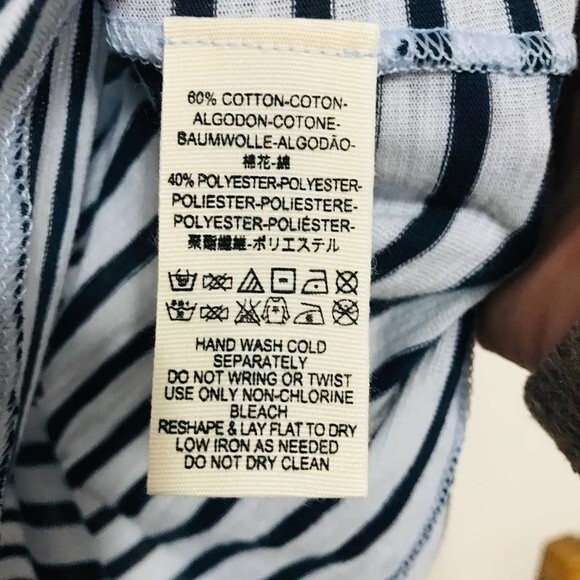 60% COTTON-COTON-
ALGODON-COTONE-
BAUMWOLLE-ALGODÃO-
棉花-綿
40% POLYESTER-POLYESTER-
POLIESTER-POLIESTERE-
POLYESTER-POLIÉSTER-
聚酯纖維-ポリエステル
HAND WASH COLD
SEPARATELY
DO NOT WRING OR TWIST
USE ONLY NON-CHLORINE
BLEACH
RESHAPE & LAY FLAT TO DRY
LOW IRON AS NEEDED
DO NOT DRY CLEAN